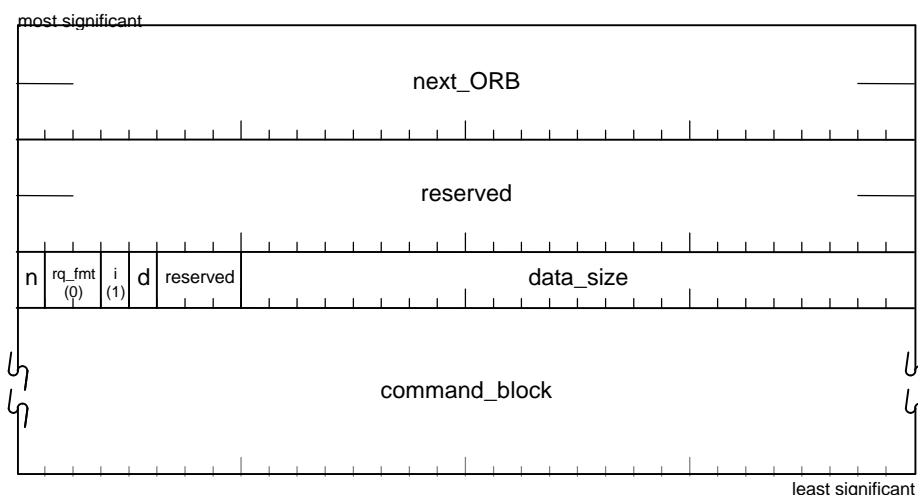 most significant
next_ORB
reserved
n rq_fmt (0) i (1) d reserved data_size
command_block
least significant